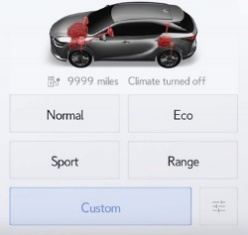 9999 miles Climate turned off
Normal Eco
Sport Range
Custom